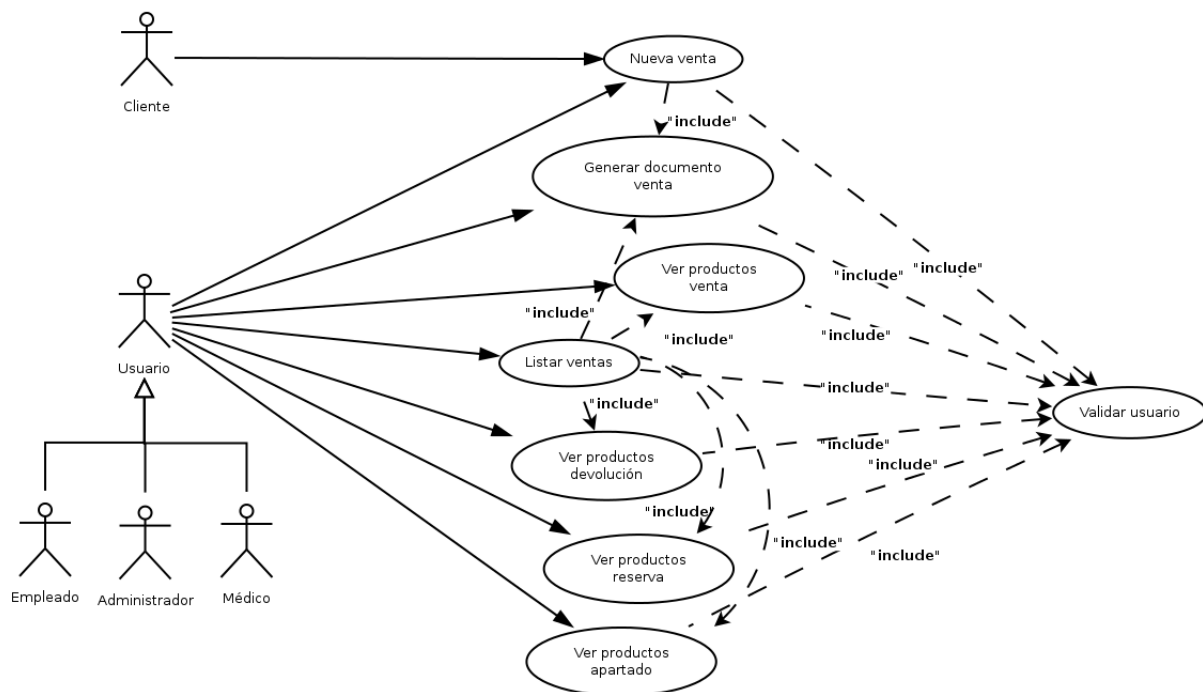 Nueva venta
Cliente
"include"
Generar documento
venta
"include"
"include"
Ver productos
venta
"include"
"include"
"include"
Usuario
Listar ventas
"include"
"include"
Validar usuario
"include"
Ver productos
devolución
"include"
"include"
"include"
"include"
Ver productos
reserva
Empleado
Administrador
Médico
Ver productos
apartado